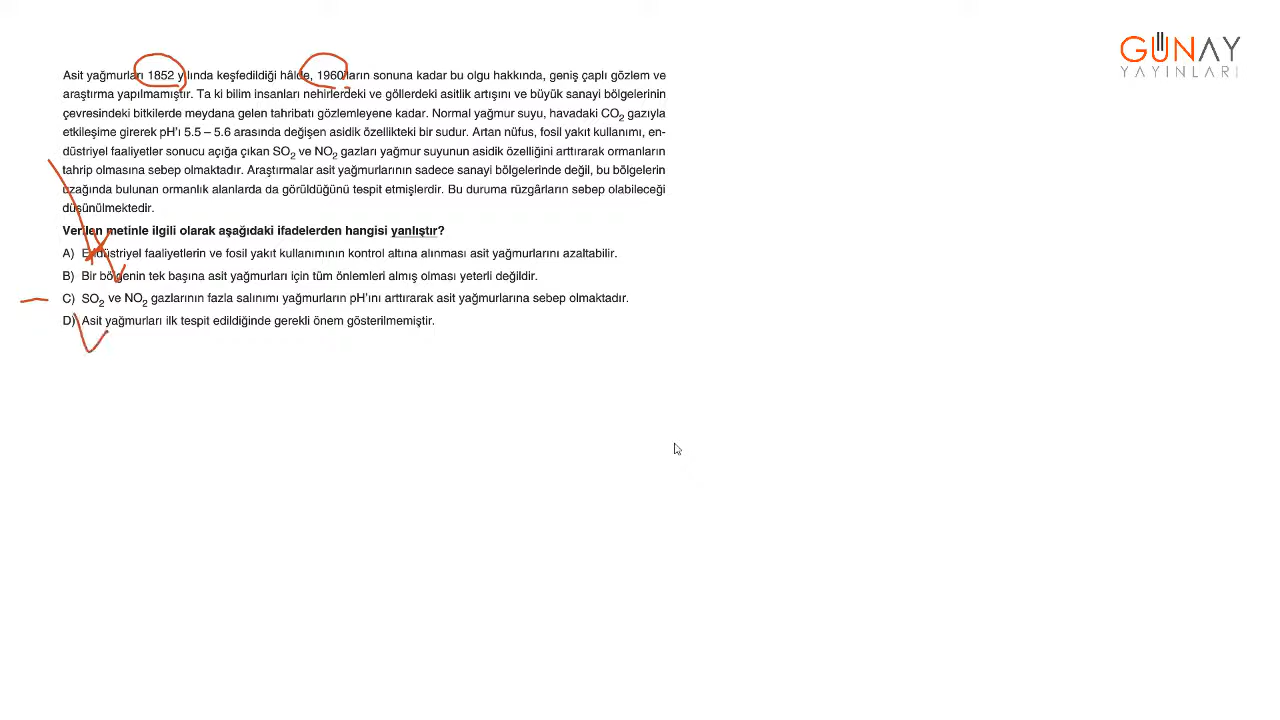 GÜNAY
YAYINLARI
Asit yağmurları 1852 yılında keşfedildiği hâlde, 1960'ların sonuna kadar bu olgu hakkında, geniş çaplı gözlem ve
araştırma yapılmamıştır. Ta ki bilim insanları nehirlerdeki ve göllerdeki asitlik artışını ve büyük sanayi bölgelerinin
çevresindeki bitkilerde meydana gelen tahribatı gözlemleyene kadar. Normal yağmur suyu, havadaki CO₂ gazıyla
etkileşime girerek pH'ı 5.5 – 5.6 arasında değişen asidik özellikteki bir sudur. Artan nüfus, fosil yakıt kullanımı, en-
düstriyel faaliyetler sonucu açığa çıkan SO₂ ve NO₂ gazları yağmur suyunun asidik özelliğini arttırarak ormanların
tahrip olmasına sebep olmaktadır. Araştırmalar asit yağmurlarının sadece sanayi bölgelerinde değil, bu bölgelerin
uzağında bulunan ormanlık alanlarda da görüldüğünü tespit etmişlerdir. Bu duruma rüzgârların sebep olabileceği
düşünülmektedir.
Verilen metinle ilgili olarak aşağıdaki ifadelerden hangisi yanlıştır?
A) Endüstriyel faaliyetlerin ve fosil yakıt kullanımının kontrol altına alınması asit yağmurlarını azaltabilir.
B) Bir bölgenin tek başına asit yağmurları için tüm önlemleri almış olması yeterli değildir.
C) SO₂ ve NO₂ gazlarının fazla salınımı yağmurların pH'ını arttırarak asit yağmurlarına sebep olmaktadır.
D) Asit yağmurları ilk tespit edildiğinde gerekli önem gösterilmemiştir.